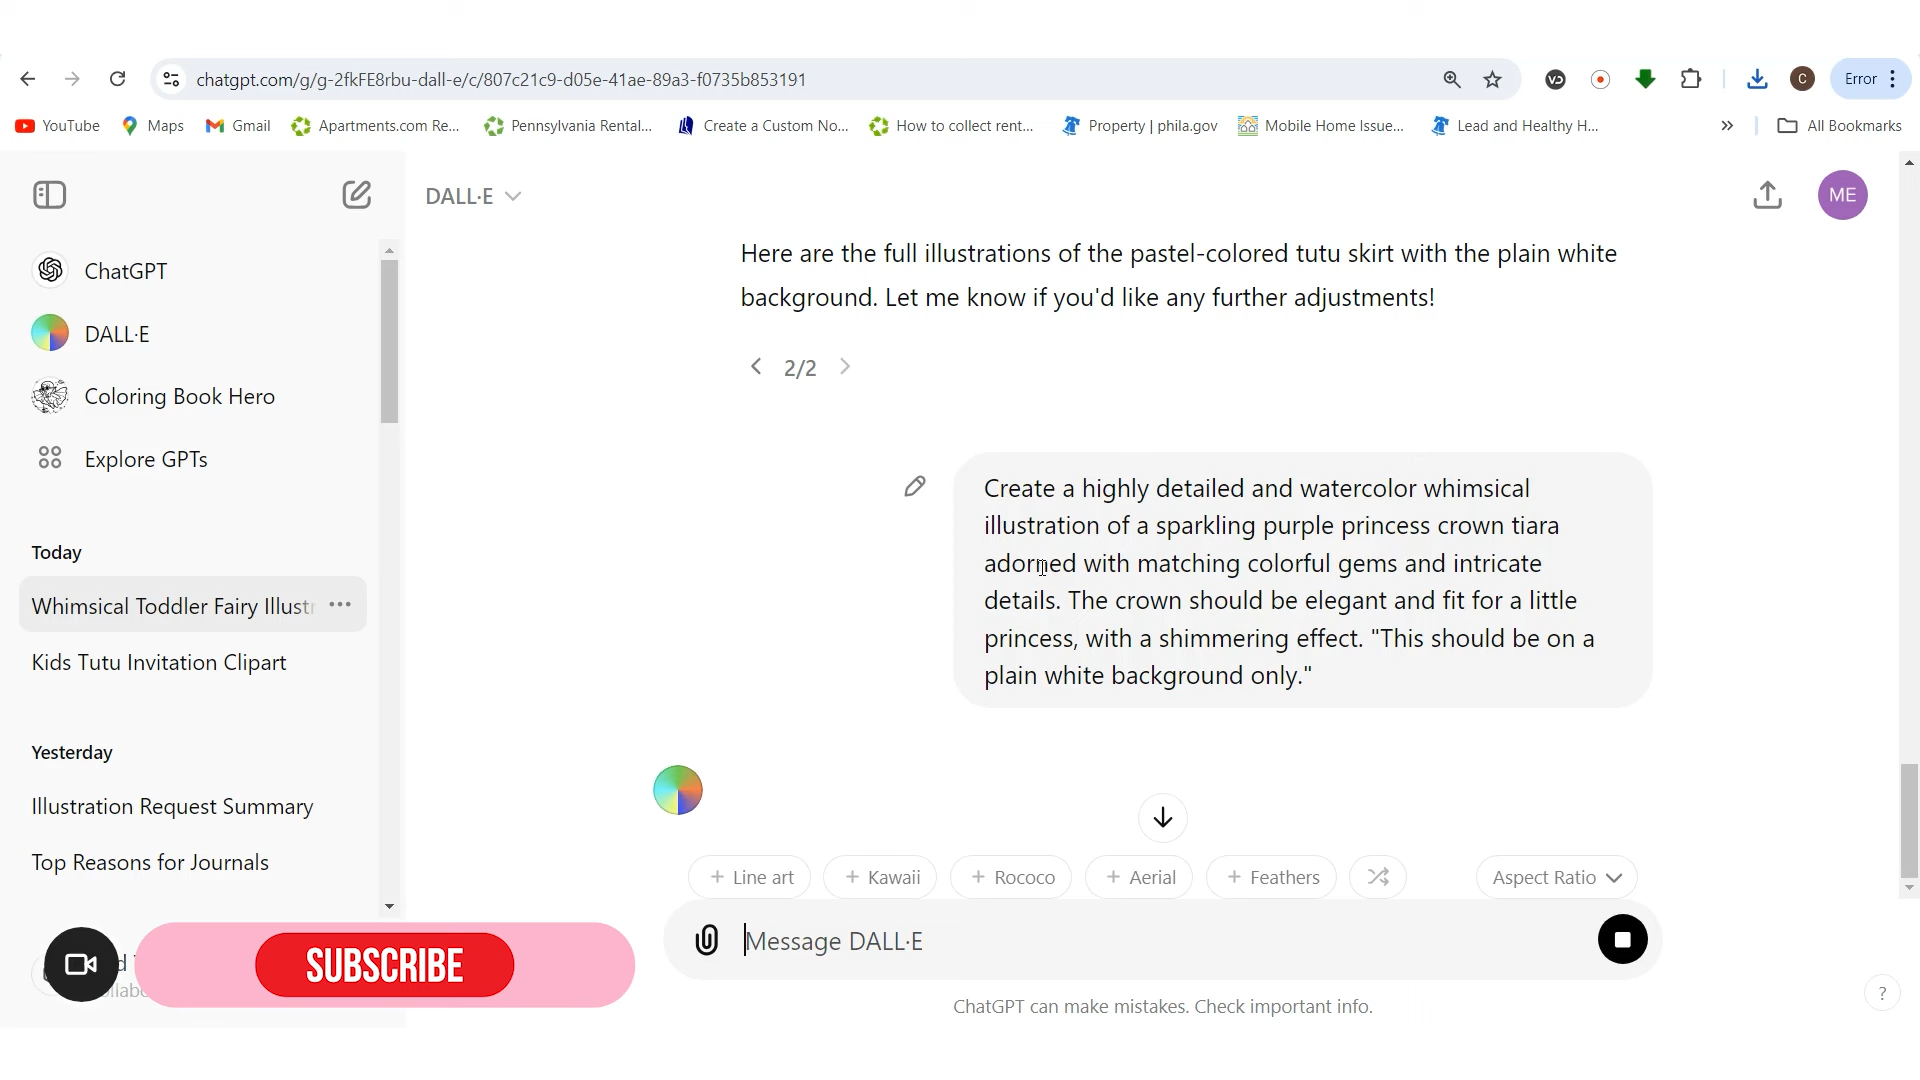 chatgpt.com/g/g-2fkFE8rbu-dall-e/c/807c21c9-d05e-41ae-89a3-f0735b853191
C
Error
YouTube
Maps
Gmail
Apartments.com Re...
Pennsylvania Rental...
Create a Custom No...
How to collect rent...
Property | phila.gov
Mobile Home Issue...
Lead and Healthy H...
All Bookmarks
DALL·E
ME
ChatGPT
DALL·E
Coloring Book Hero
Explore GPTs
Today
Whimsical Toddler Fairy Illustr
Kids Tutu Invitation Clipart
Yesterday
Illustration Request Summary
Top Reasons for Journals
Here are the full illustrations of the pastel-colored tutu skirt with the plain white
background. Let me know if you'd like any further adjustments!
2/2
Create a highly detailed and watercolor whimsical
illustration of a sparkling purple princess crown tiara
adorned with matching colorful gems and intricate
details. The crown should be elegant and fit for a little
princess, with a shimmering effect. "This should be on a
plain white background only."
Line art
Kawaii
Rococo
Aerial
Feathers
Aspect Ratio
SUBSCRIBE
Message DALL·E
ChatGPT can make mistakes. Check important info.
?